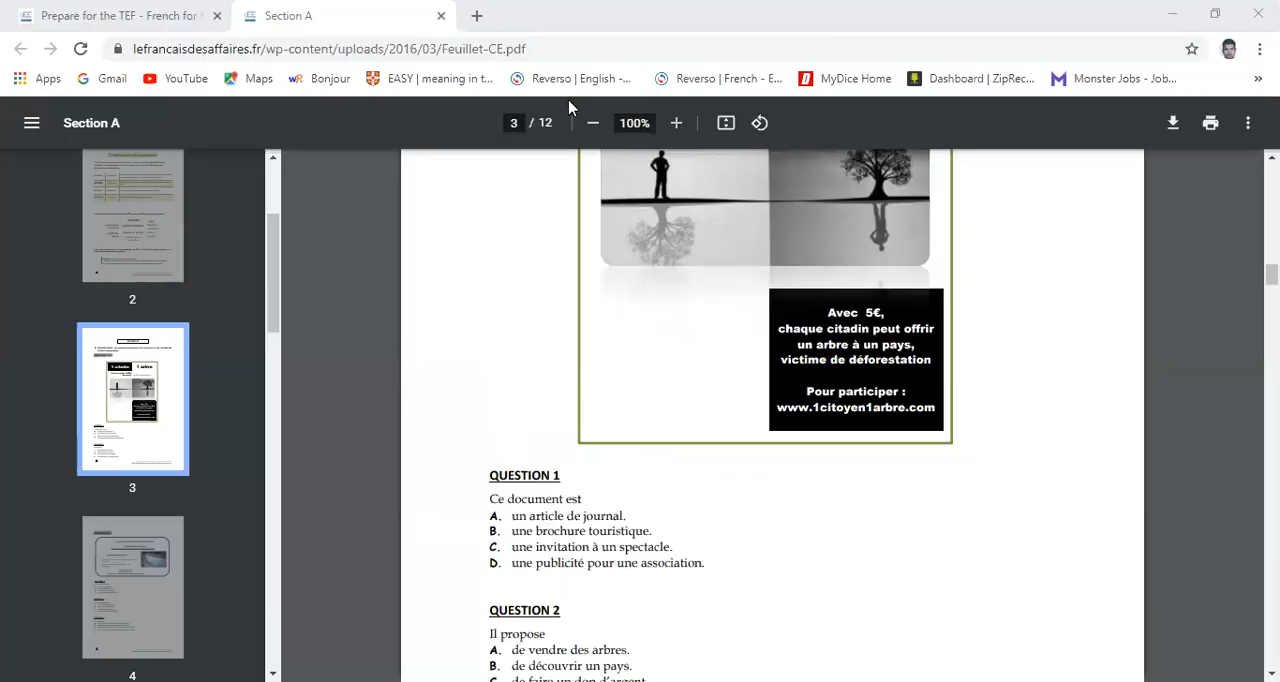 Prepare for the TEF - French for
Section A
lefrancaisdesaffaires.fr/wp-content/uploads/2016/03/Feuillet-CE.pdf
Apps
Gmail
YouTube
Maps
Bonjour
EASY | meaning in t...
Reverso | English -...
Reverso | French - E...
MyDice Home
Dashboard | ZipRec...
Monster Jobs - Job...
»
Section A
3 / 12
100%
2
3
4
Avec 5€,
chaque citadin peut offrir
un arbre à un pays,
victime de déforestation
Pour participer :
www.1citoyen1arbre.com
QUESTION 1
Ce document est
A. un article de journal.
B. une brochure touristique.
C. une invitation à un spectacle.
D. une publicité pour une association.
QUESTION 2
Il propose
A. de vendre des arbres.
B. de découvrir un pays.
C. de faire un don d'argent